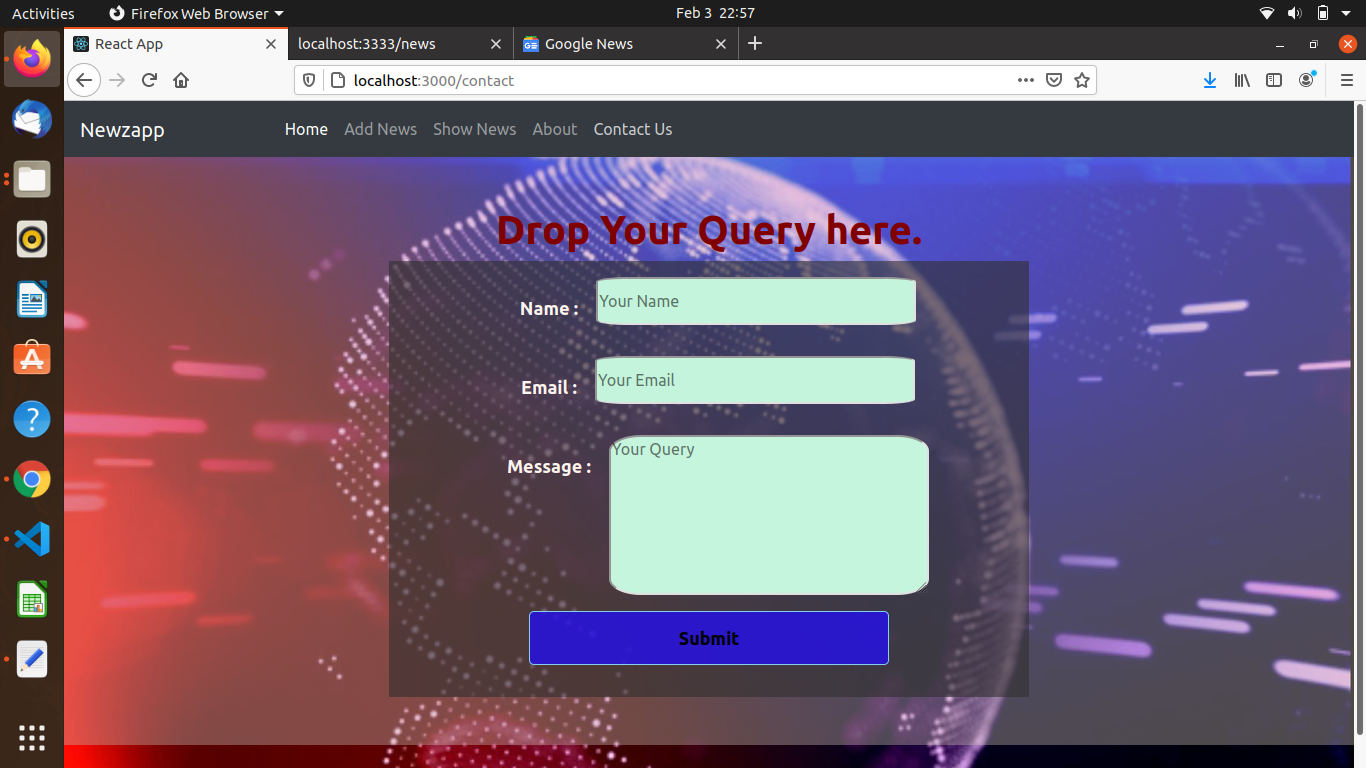 Activities Firefox Web Browser Feb 3 22:57
React App localhost:3333/news Google News
localhost:3000/contact
Newzapp Home Add News Show News About Contact Us
Drop Your Query here.
Name : Your Name
Email : Your Email
Message : Your Query
Submit